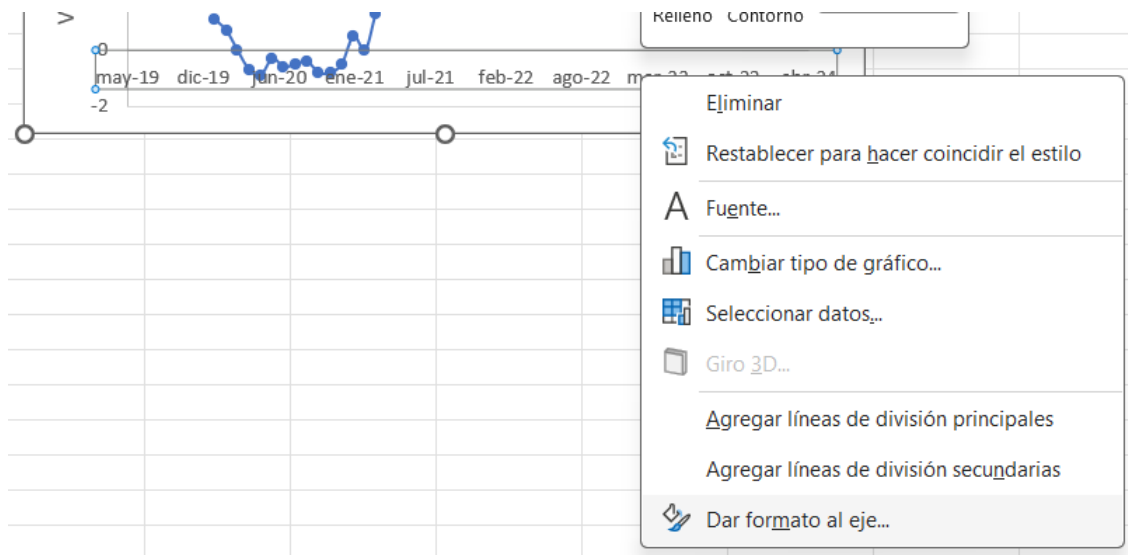 Relleno Contorno
0
may-19 dic-19 jun-20 ene-21 jul-21 feb-22 ago-22
-2
Eliminar
Restablecer para hacer coincidir el estilo
Fuente...
Cambiar tipo de gráfico...
Seleccionar datos...
Giro 3D...
Agregar líneas de división principales
Agregar líneas de división secundarias
Dar formato al eje...